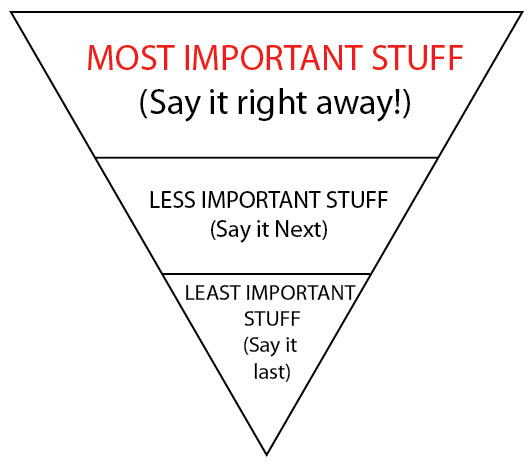 MOST IMPORTANT STUFF
(Say it right away!)
LESS IMPORTANT STUFF
(Say it Next)
LEAST IMPORTANT
STUFF
(Say it
last)